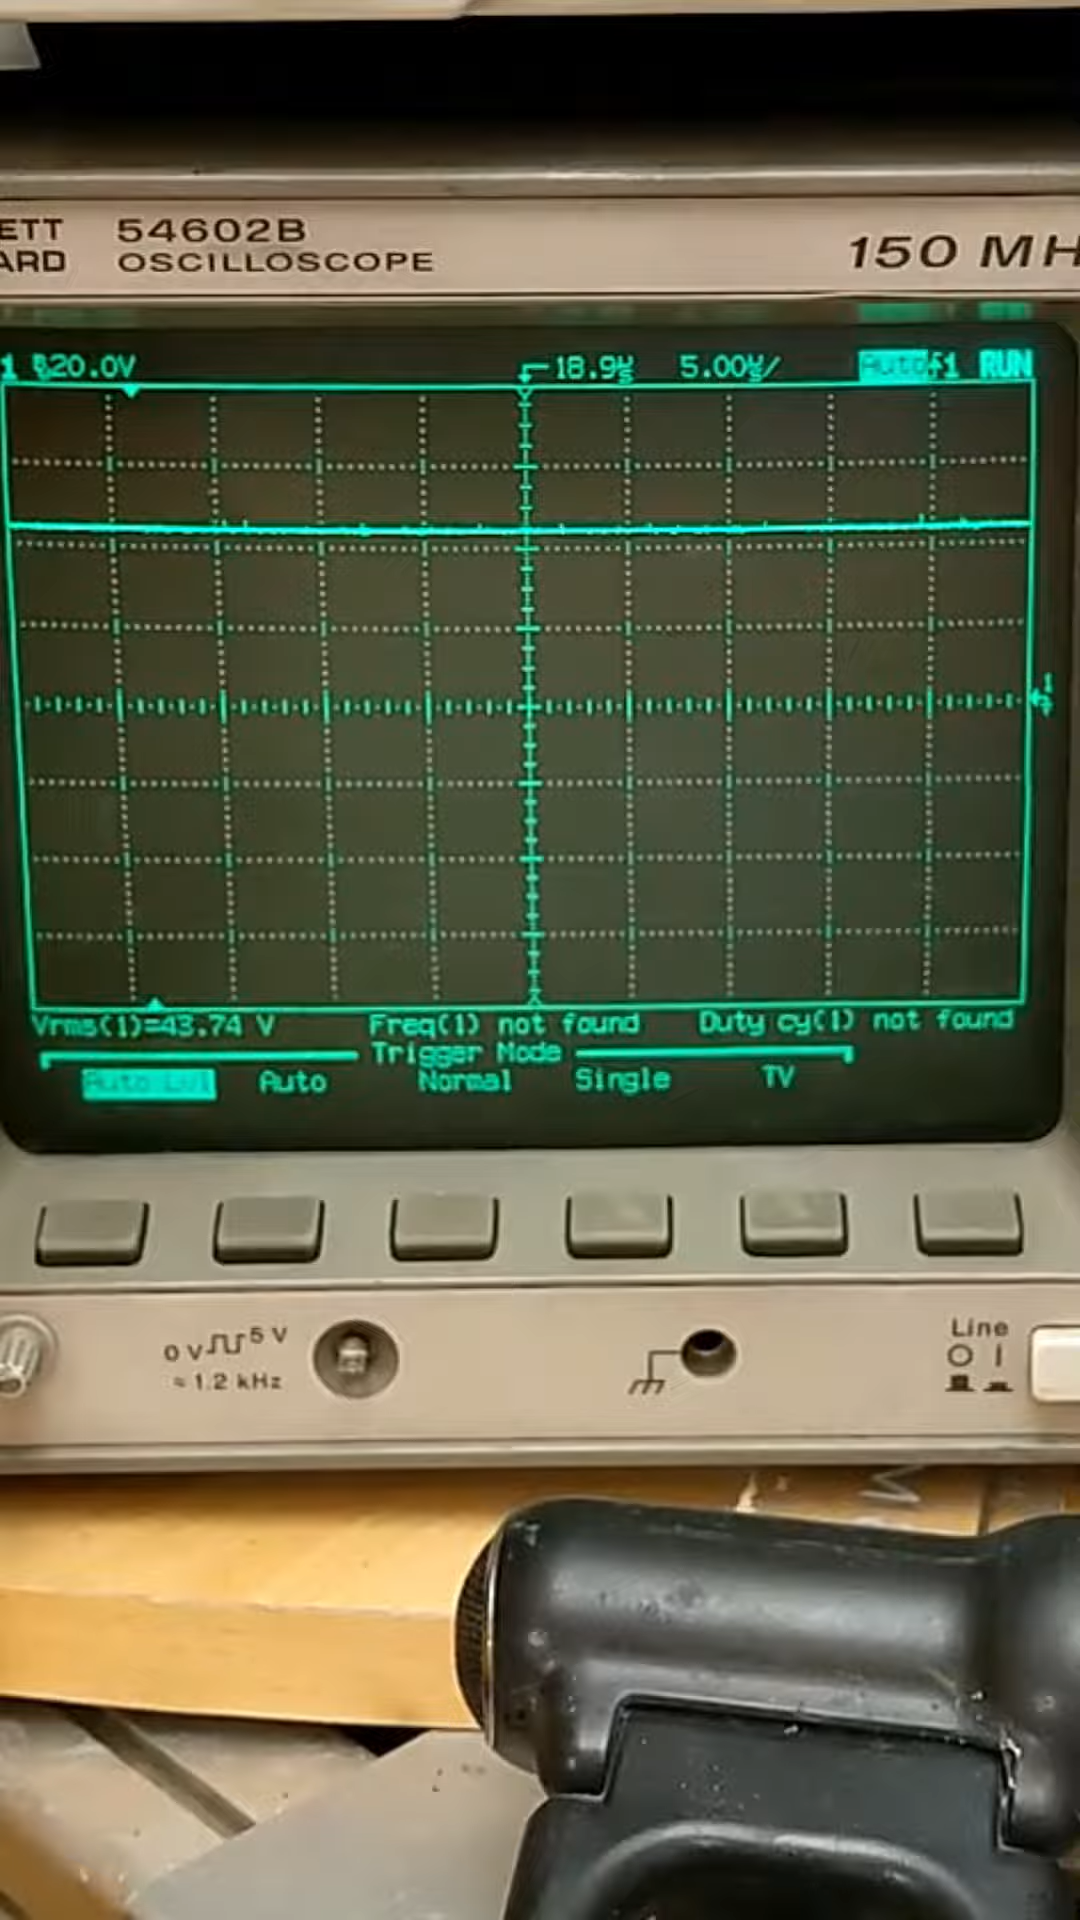 ETT 54602B
ARD OSCILLOSCOPE
150 MH
1 20.0V 18.9 5.00 / Auto 1 RUN
1
Vrms(1)=43.74 V Freq(1) not found Duty cy(1) not found
Trigger Mode
Auto Lvl Auto Normal Single TV
0 V 5 V
≈ 1.2 kHz
Line